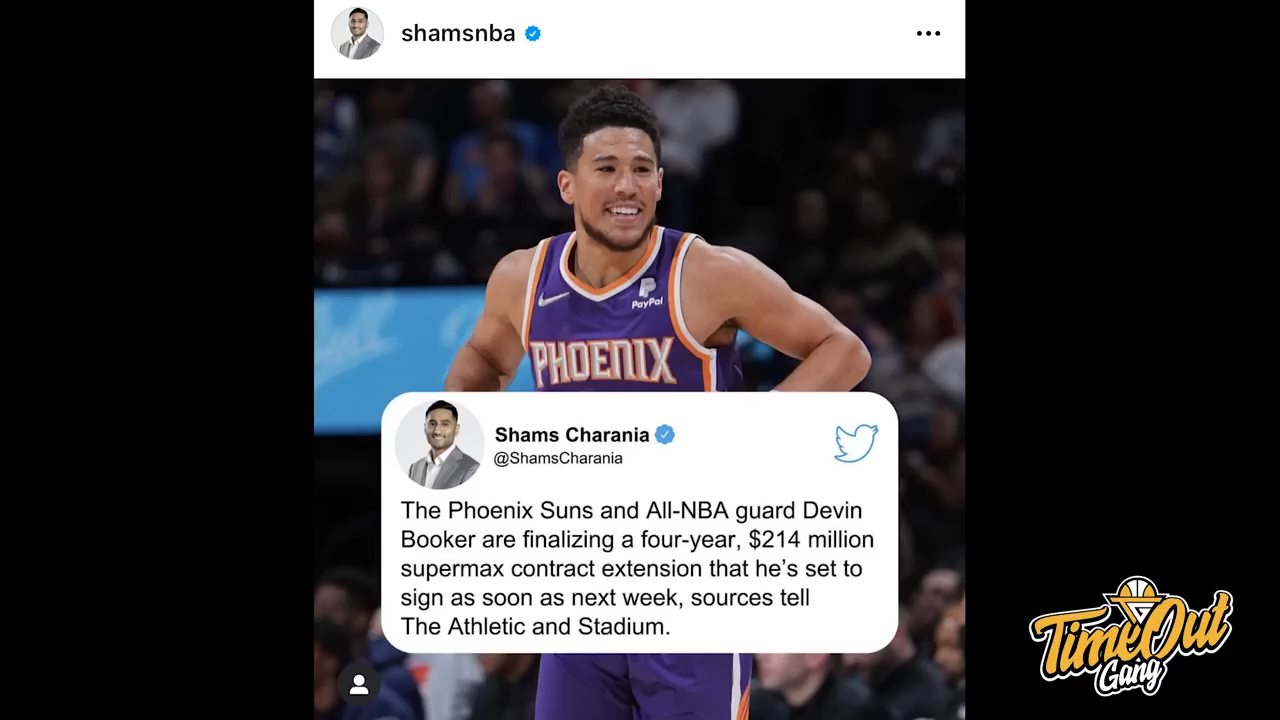 shamsnba
PayPal
PHOENIX
Shams Charania
@ShamsCharania
The Phoenix Suns and All-NBA guard Devin
Booker are finalizing a four-year, $214 million
supermax contract extension that he's set to
sign as soon as next week, sources tell
The Athletic and Stadium.
TimeOut
Gang